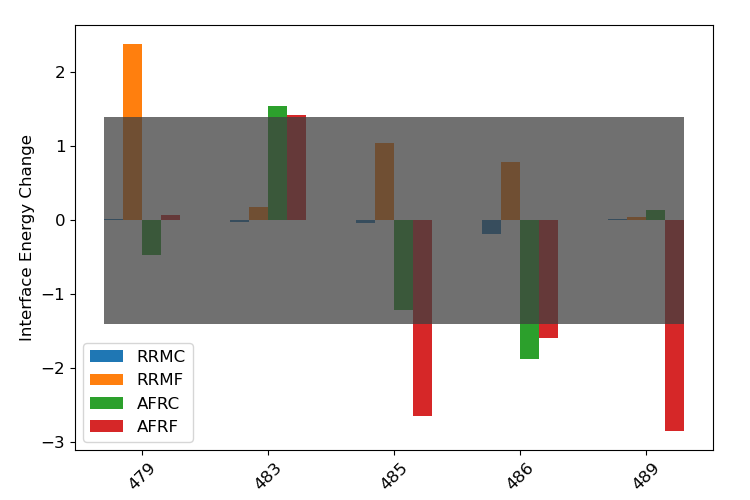 Interface Energy Change
2
1
0
−1
−2
−3
RRMC
RRMF
AFRC
AFRF
479
483
485
486
489